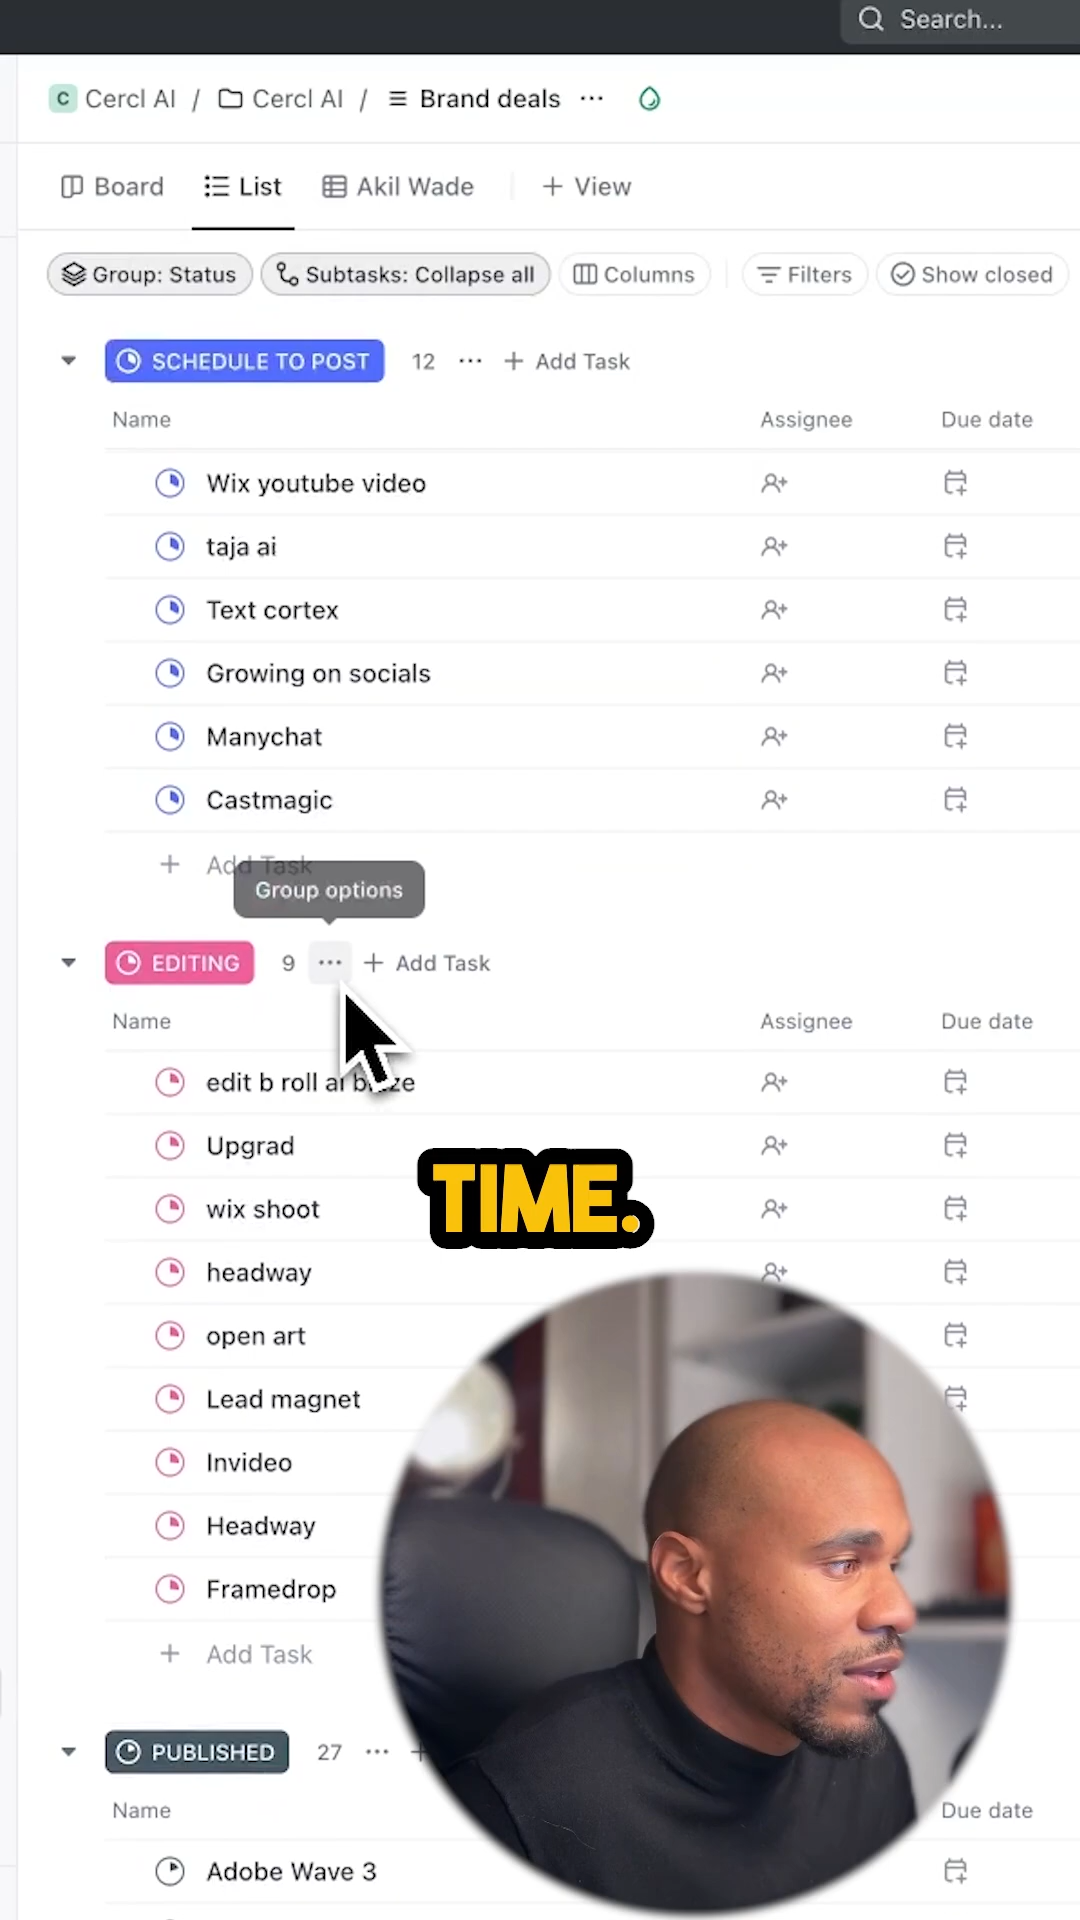 Search...
C Cercl AI / Cercl AI / Brand deals ...
Board List Akil Wade + View
Group: Status Subtasks: Collapse all Columns Filters Show closed
SCHEDULE TO POST 12 ... + Add Task
Name Assignee Due date
Wix youtube video
taja ai
Text cortex
Growing on socials
Manychat
Castmagic
+ Add Task
Group options
EDITING 9 ... + Add Task
Name Assignee Due date
edit b roll ai
Upgrad
TIME.
wix shoot
headway
open art
Lead magnet
Invideo
Headway
Framedrop
+ Add Task
PUBLISHED 27 ... +
Name Due date
Adobe Wave 3